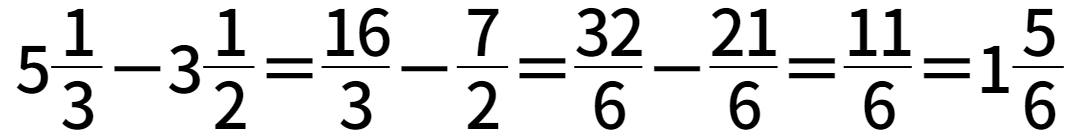 5 1/3 − 3 1/2 = 16/3 − 7/2 = 32/6 − 21/6 = 11/6 = 1 5/6